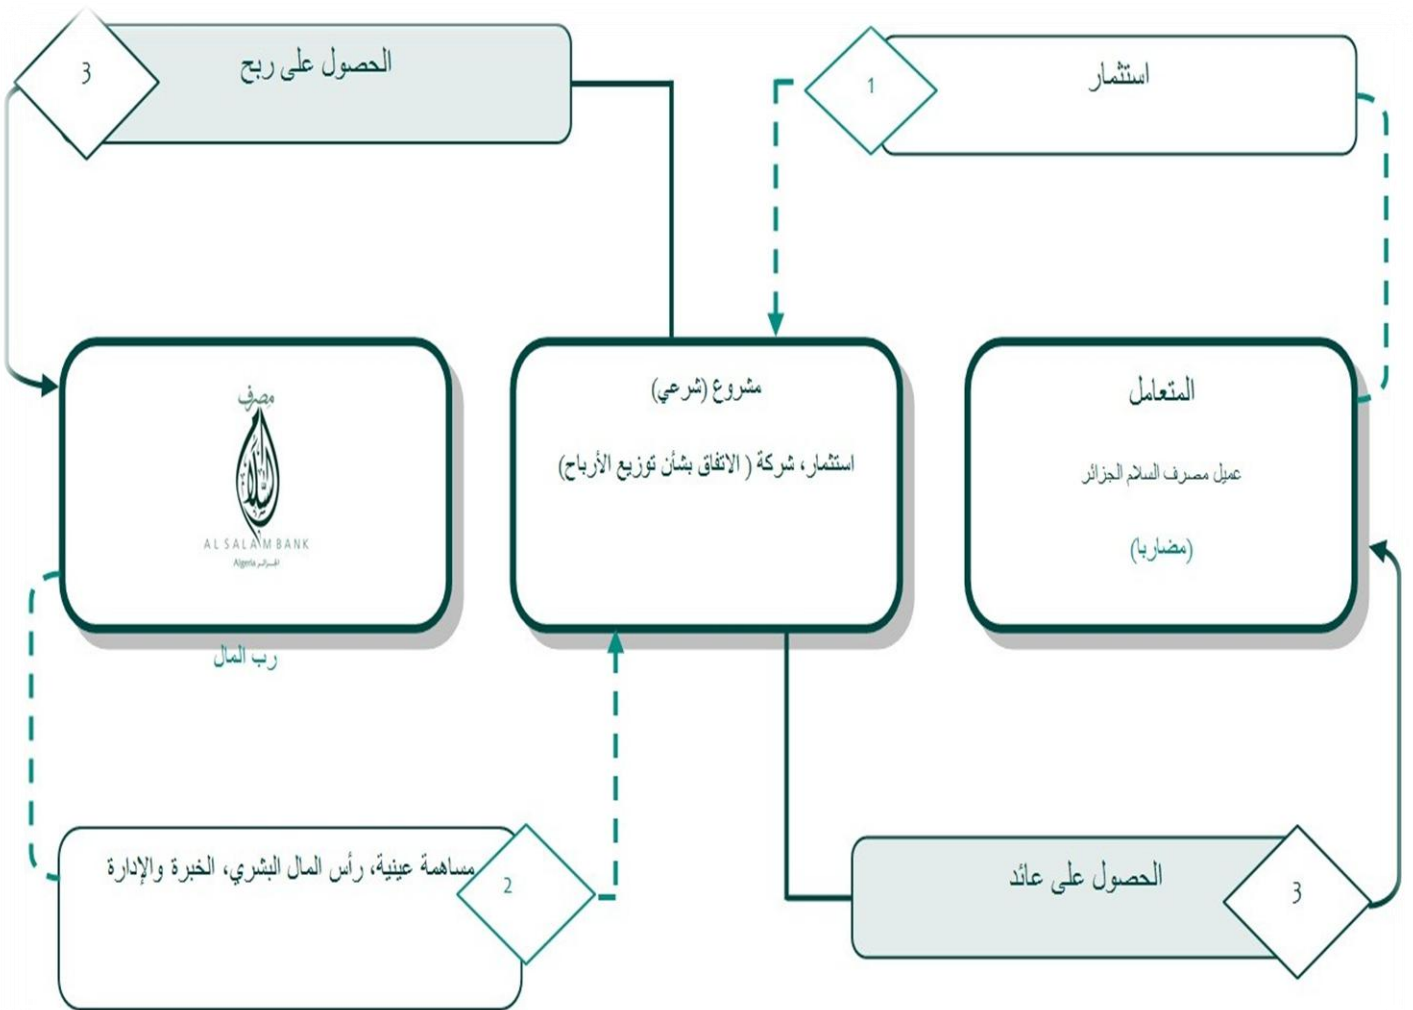 استثمار
1
الحصول على ربح
3
المتعامل
عميل مصرف السلام الجزائر
(مضاربا)
مشروع (شرعي)
استثمار، شركة ( الاتفاق بشأن توزيع الأرباح)
مصرف
السلام
AL SALAM BANK
Algeria الجزائر
رب المال
الحصول على عائد
3
مساهمة عينية، رأس المال البشري، الخبرة والإدارة
2